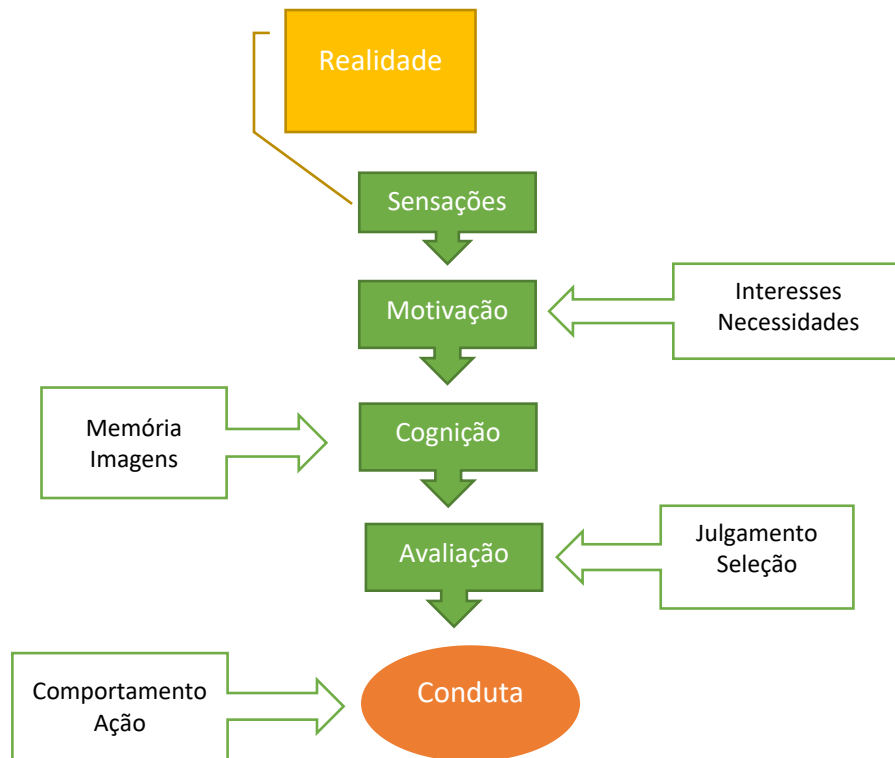 Realidade
Sensações
Motivação
Interesses
Necessidades
Memória
Imagens
Cognição
Avaliação
Julgamento
Seleção
Comportamento
Ação
Conduta